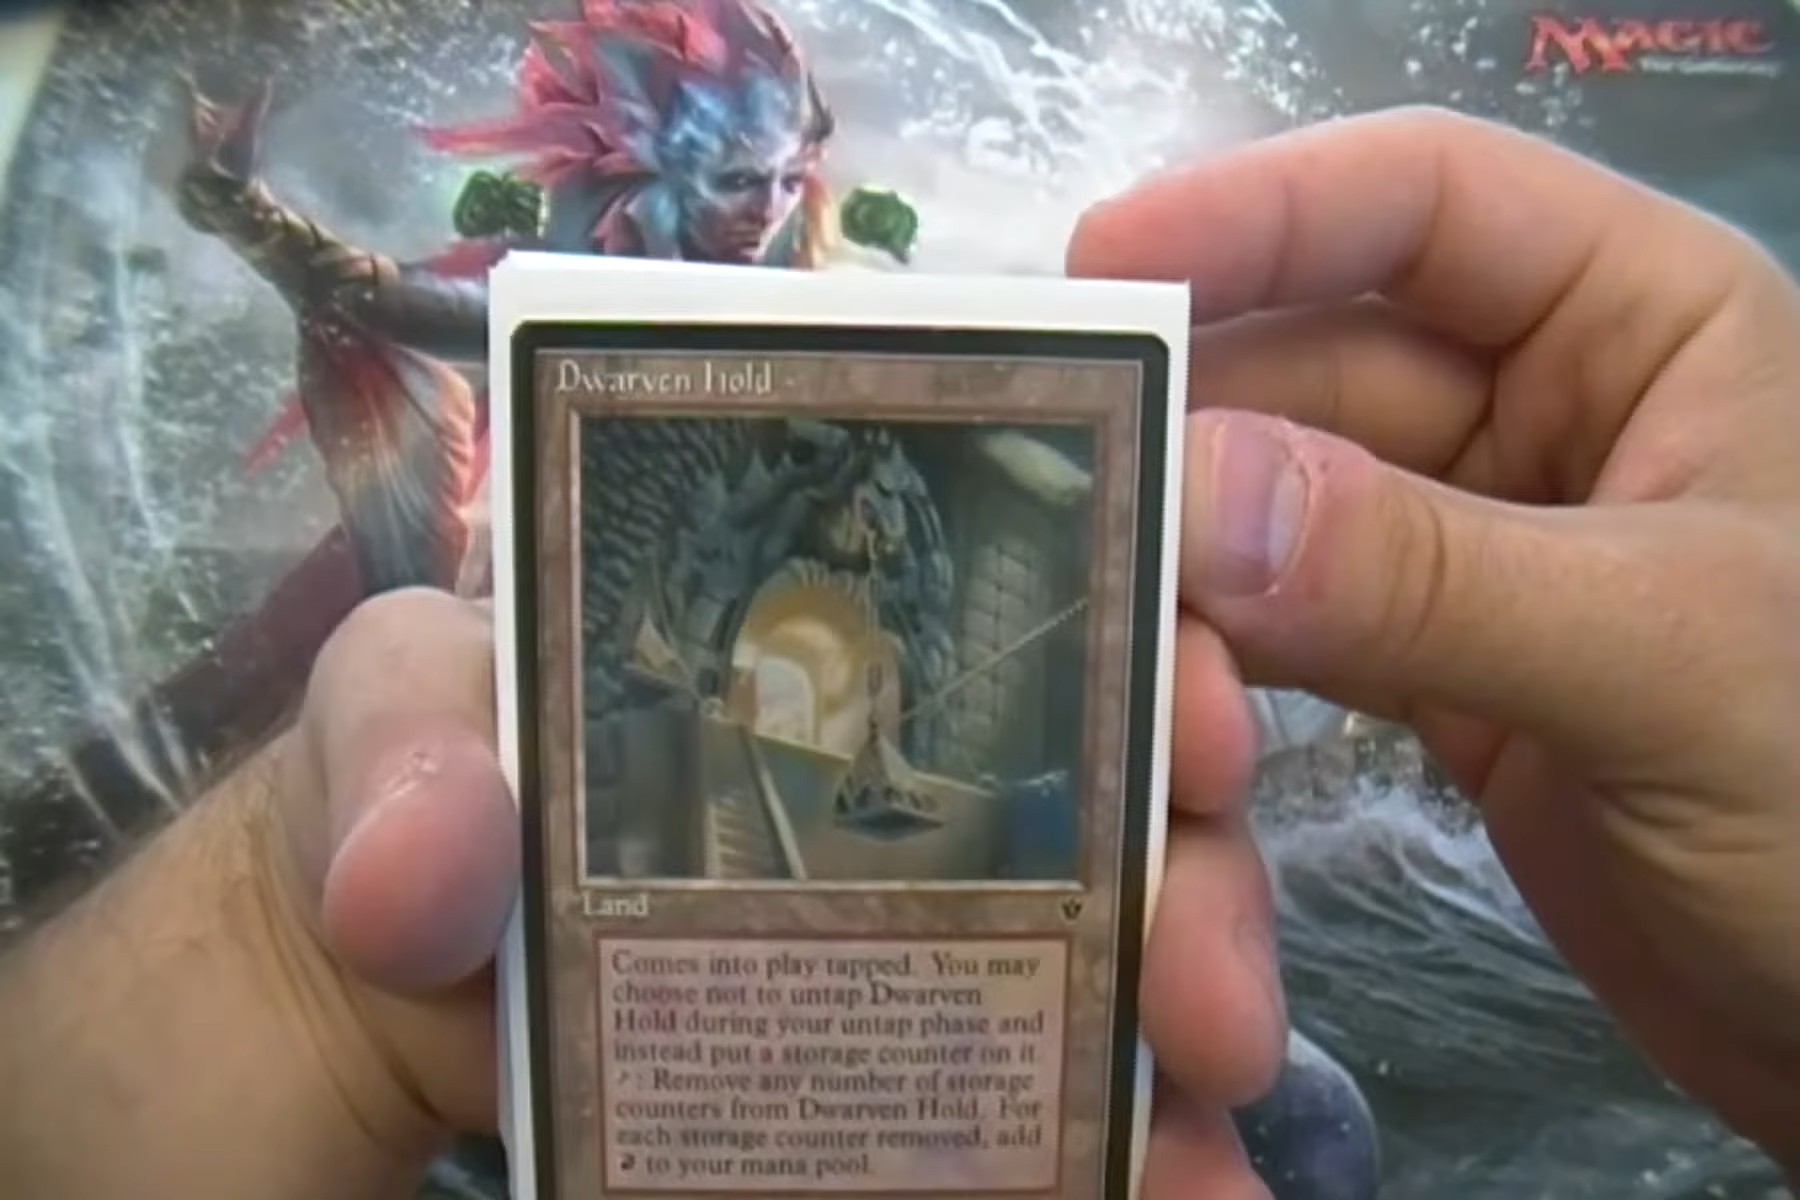 MAGIC
Dwarven Hold
Land
Comes into play tapped. You may
choose not to untap Dwarven
Hold during your untap phase and
instead put a storage counter on it.
: Remove any number of storage
counters from Dwarven Hold. For
each storage counter removed, add
to your mana pool.